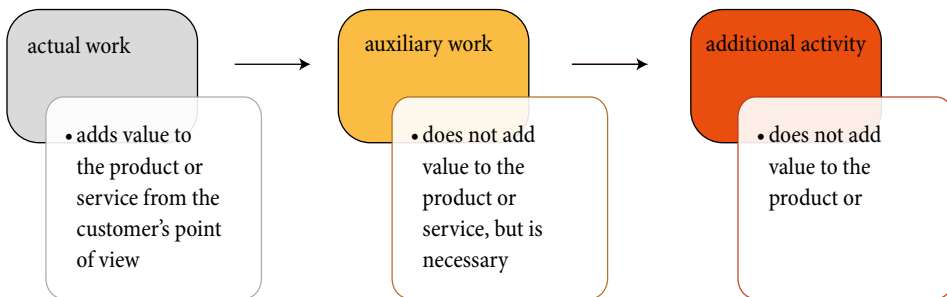 actual work
• adds value to
the product or
service from the
customer's point
of view
auxiliary work
• does not add
value to the
product or
service, but is
necessary
additional activity
• does not add
value to the
product or